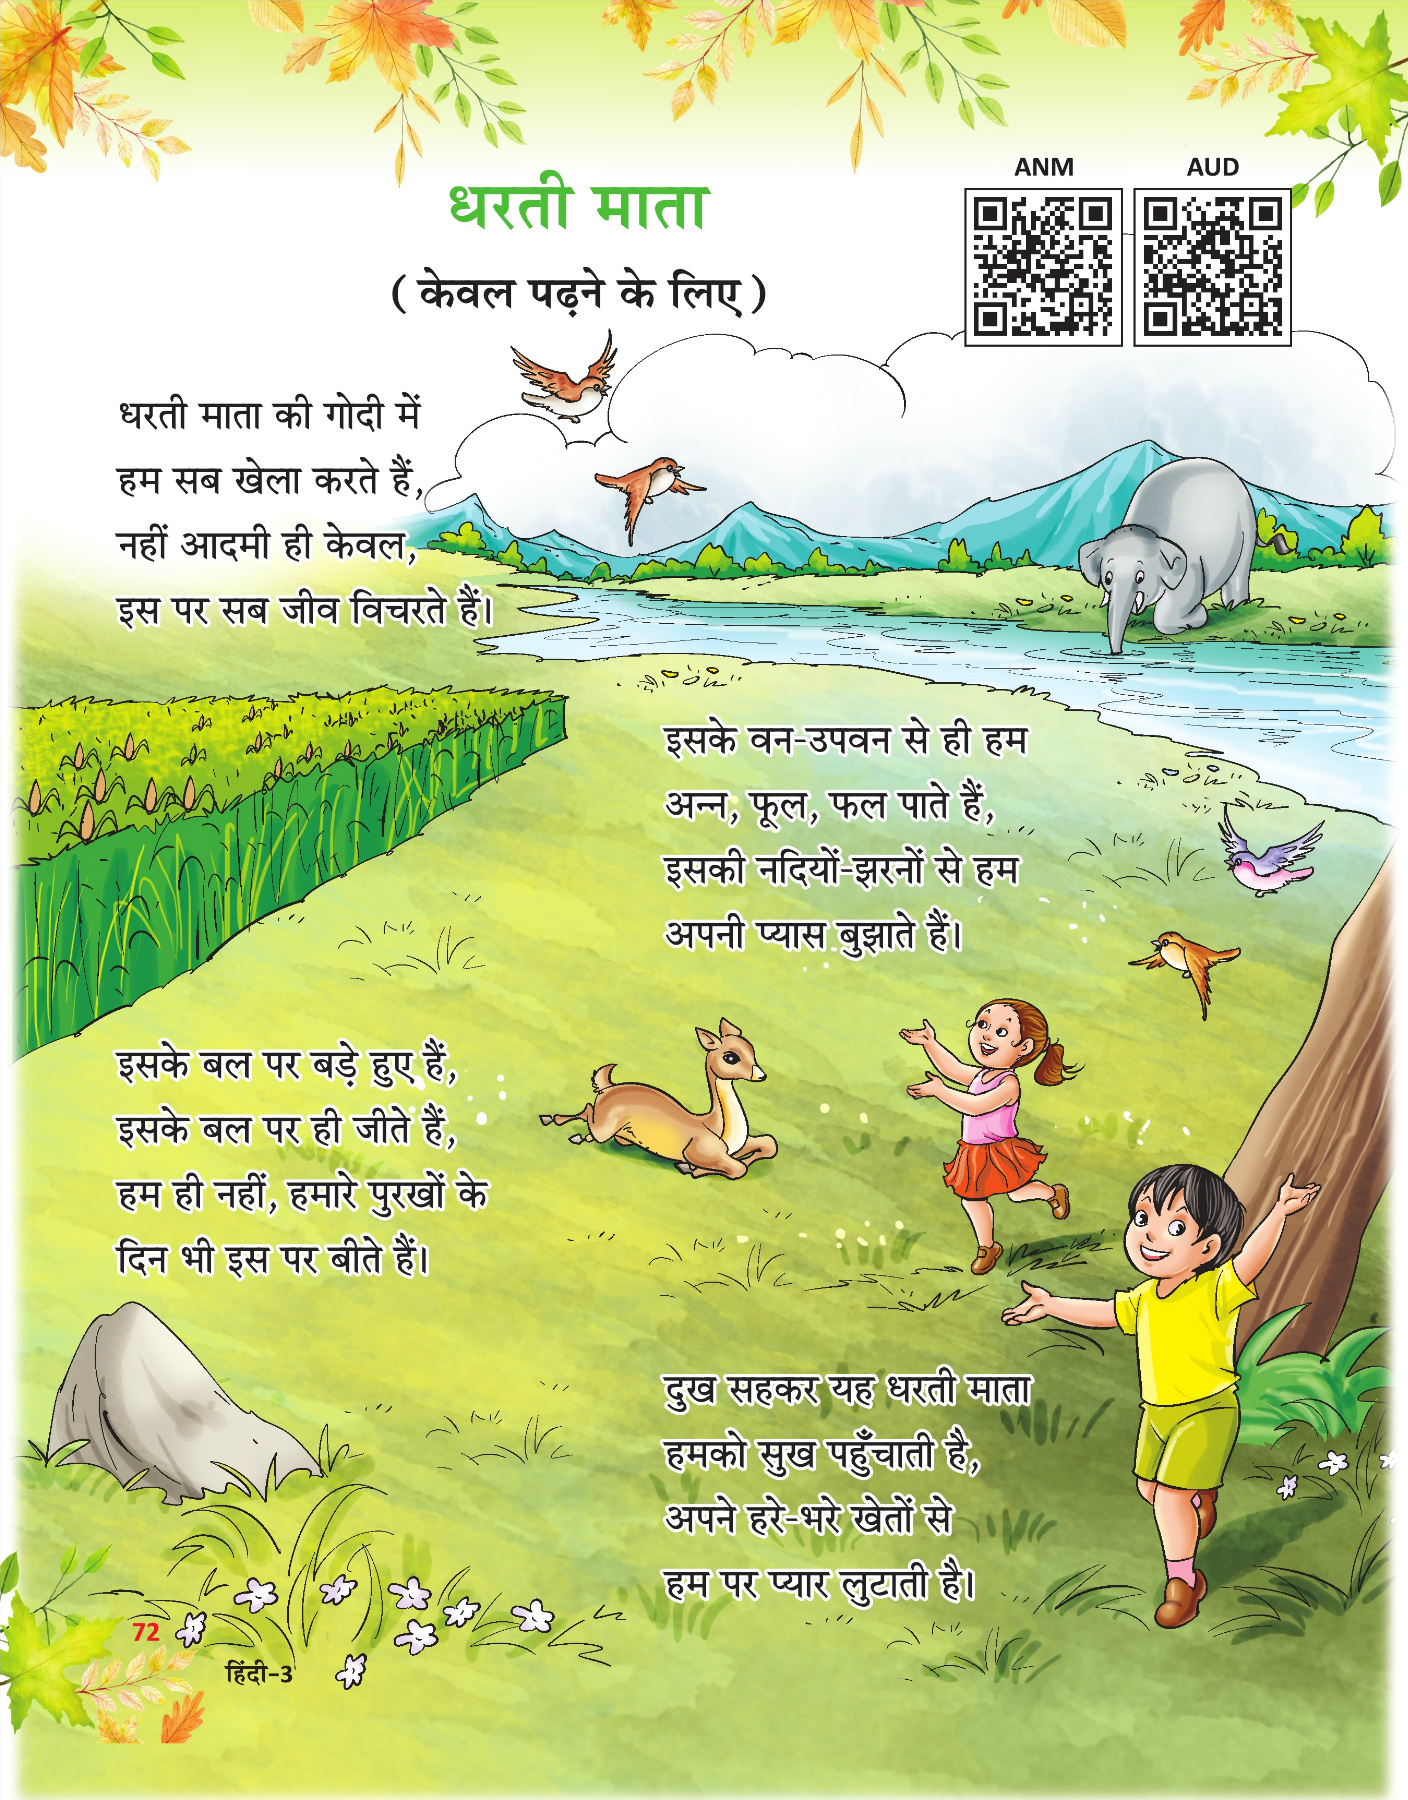 ANM
AUD
धरती माता
( केवल पढ़ने के लिए )
धरती माता की गोदी में
हम सब खेला करते हैं,
नहीं आदमी ही केवल,
इस पर सब जीव विचरते हैं।
इसके वन-उपवन से ही हम
अन्न, फूल, फल पाते हैं,
इसकी नदियों-झरनों से हम
अपनी प्यास बुझाते हैं।
इसके बल पर बड़े हुए हैं,
इसके बल पर ही जीते हैं,
हम ही नहीं, हमारे पुरखों के
दिन भी इस पर बीते हैं।
दुख सहकर यह धरती माता
हमको सुख पहुँचाती है,
अपने हरे-भरे खेतों से
हम पर प्यार लुटाती है।
72
हिंदी-3